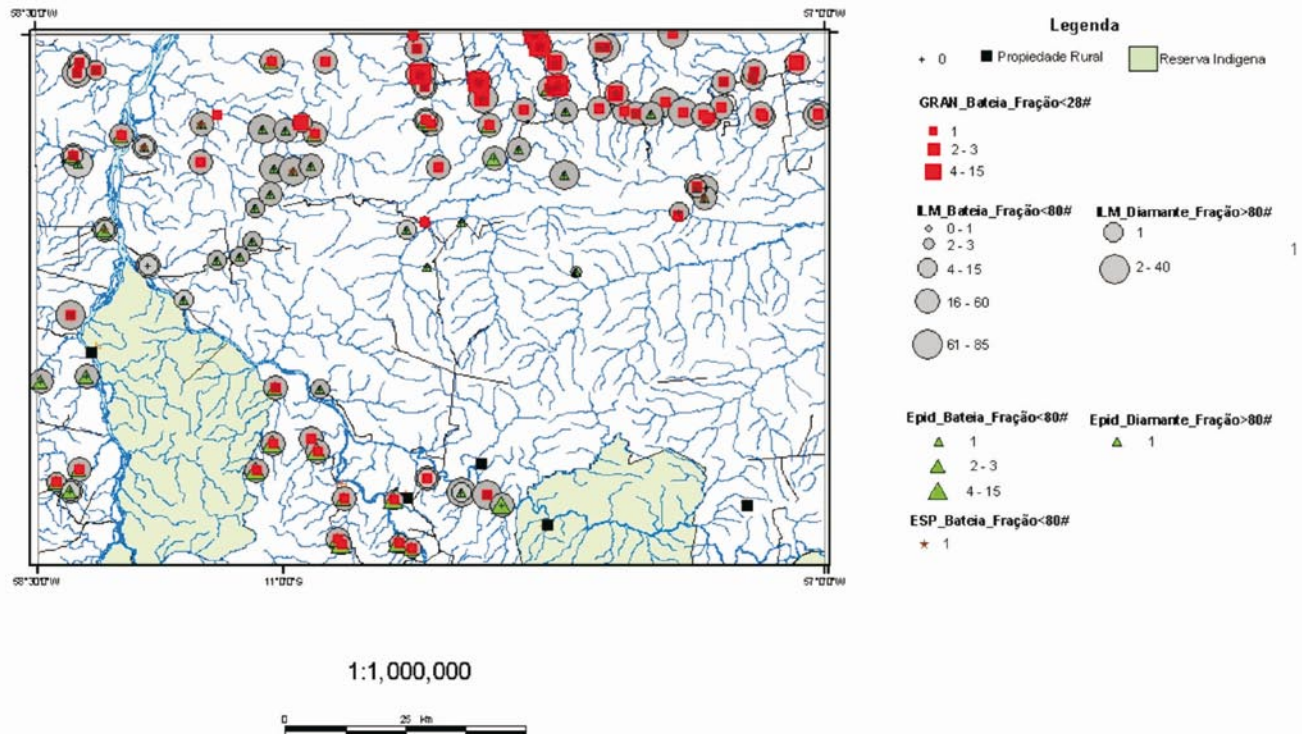 58°30'0"W 57°0'0"W
Legenda
0 Propiedade Rural Reserva Indigena
GRAN_Bateia_Fração<28#
1
2 - 3
4 - 15
ILM_Bateia_Fração<80# ILM_Diamante_Fração>80#
0 - 1
2 - 3
4 - 15
16 - 60
61 - 85
1
2 - 40
1
Epid_Bateia_Fração<80# Epid_Diamante_Fração>80#
1
2 - 3
4 - 15
1
ESP_Bateia_Fração<80#
1
58°30'0"W 11°0'0"S 57°0'0"W
1:1,000,000
0 25 km